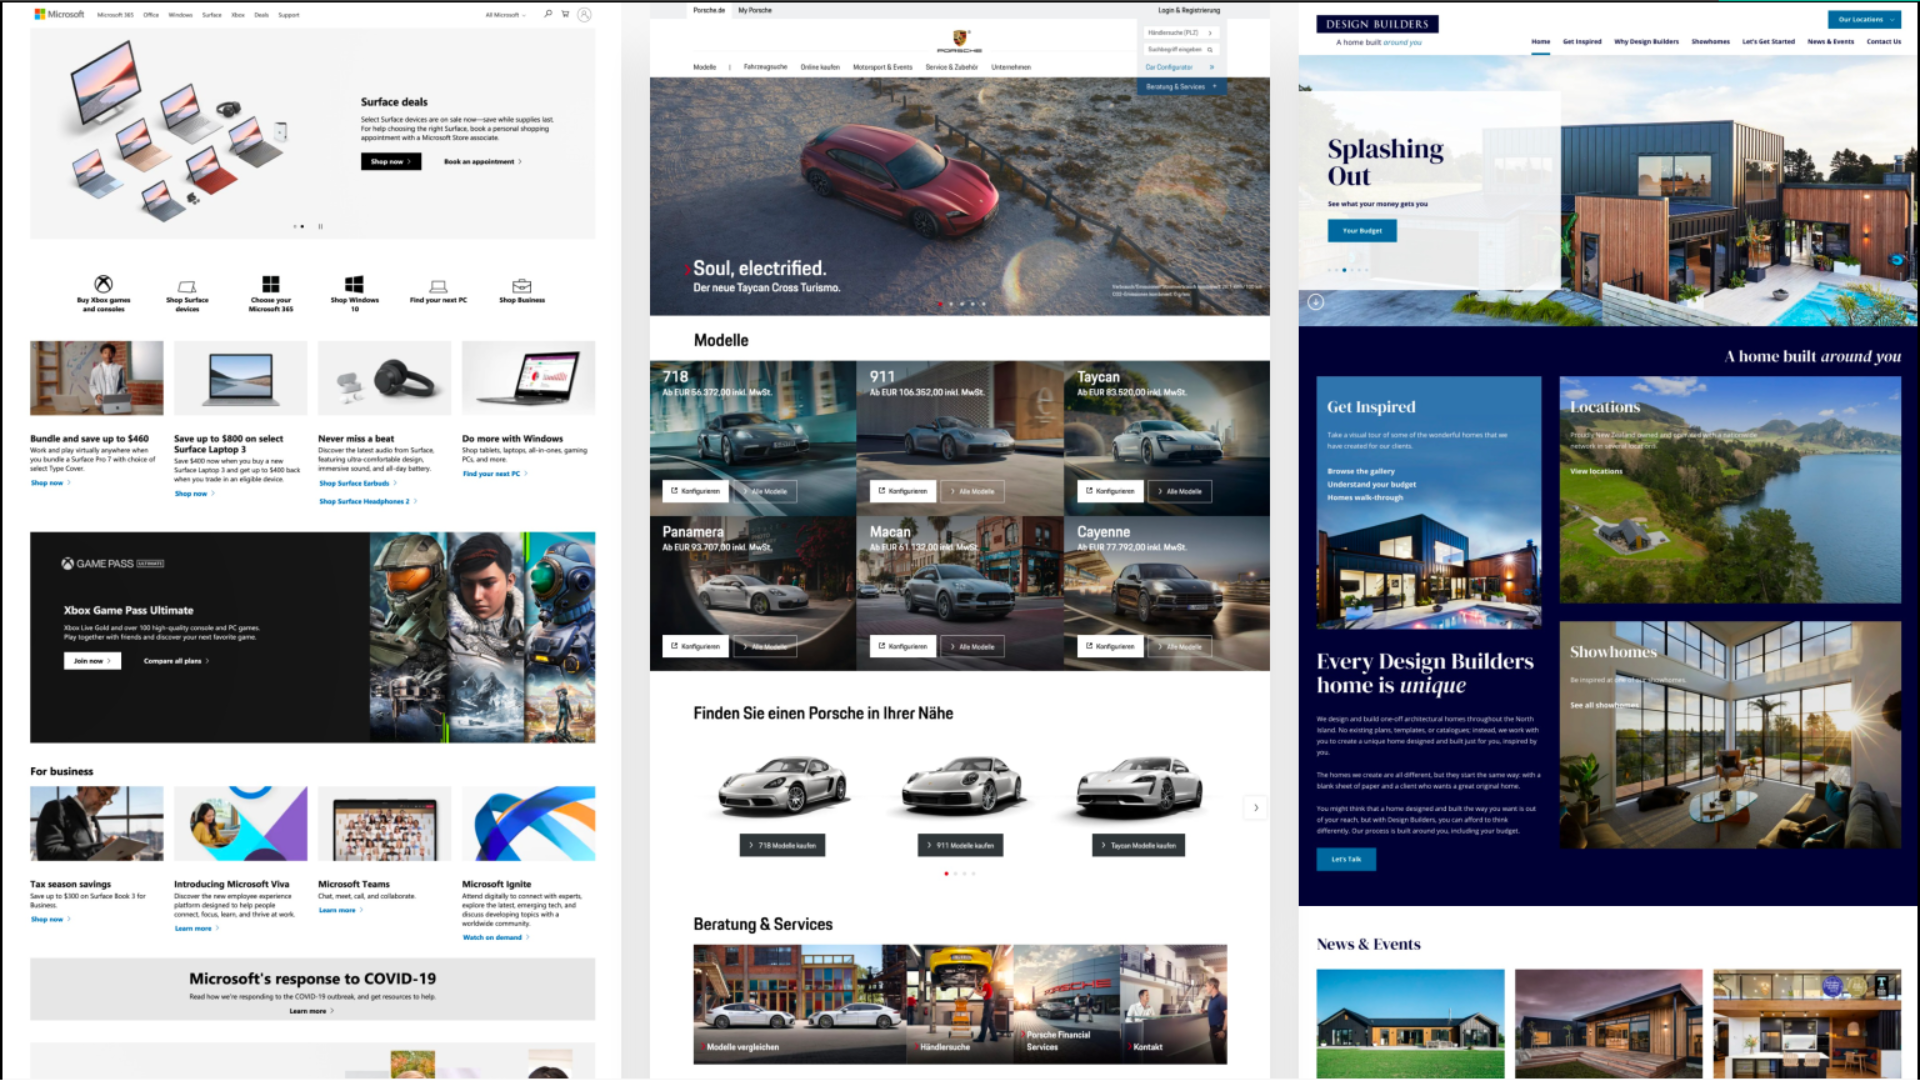 Microsoft
Microsoft 365 Office Windows Surface Xbox Deals Support
All Microsoft
Surface deals
Select Surface devices are on sale now—save while supplies last.
For help choosing the right Surface, book a personal shopping
appointment with a Microsoft Store associate.
Shop now
Book an appointment
Buy Xbox games
and consoles
Shop Surface
devices
Choose your
Microsoft 365
Shop Windows
10
Find your next PC
Shop Business
Bundle and save up to $460
Work and play virtually anywhere when
you bundle a Surface Pro 7 with choice of
select Type Cover.
Shop now
Save up to $800 on select
Surface Laptop 3
Save $400 now when you buy a new
Surface Laptop 3 and get up to $400 back
when you trade in an eligible device.
Shop now
Never miss a beat
Discover the latest audio from Surface,
featuring ultra-comfortable design,
immersive sound, and all-day battery.
Shop Surface Earbuds
Shop Surface Headphones 2
Do more with Windows
Shop tablets, laptops, all-in-ones, gaming
PCs, and more.
Find your next PC
GAME PASS ULTIMATE
Xbox Game Pass Ultimate
Xbox Live Gold and over 100 high-quality console and PC games.
Play together with friends and discover your next favorite game.
Join now
Compare all plans
For business
Tax season savings
Save up to $300 on Surface Book 3 for
Business.
Shop now
Introducing Microsoft Viva
Discover the new employee experience
platform designed to help people
connect, focus, learn, and thrive at work.
Learn more
Microsoft Teams
Chat, meet, call, and collaborate.
Learn more
Microsoft Ignite
Attend digitally to connect with experts,
explore the latest, emerging tech, and
discuss developing topics with a
worldwide community.
Watch on demand
Microsoft's response to COVID-19
Read how we're responding to the COVID-19 outbreak, and get resources to help.
Learn more
Porsche.de My Porsche
Login & Registrierung
PORSCHE
Händlersuche (PLZ)
Suchbegriff eingeben
Car Configurator
Beratung & Services
Modelle Fahrzeugsuche Online kaufen Motorsport & Events Service & Zubehör Unternehmen
Soul, electrified.
Der neue Taycan Cross Turismo.
Modelle
718
Ab EUR 56.372,00 inkl. MwSt.
Konfigurieren
Alle Modelle
911
Ab EUR 106.352,00 inkl. MwSt.
Konfigurieren
Alle Modelle
Taycan
Ab EUR 83.520,00 inkl. MwSt.
Konfigurieren
Alle Modelle
Panamera
Ab EUR 93.707,00 inkl. MwSt.
Konfigurieren
Alle Modelle
Macan
Ab EUR 61.132,00 inkl. MwSt.
Konfigurieren
Alle Modelle
Cayenne
Ab EUR 77.792,00 inkl. MwSt.
Konfigurieren
Alle Modelle
Finden Sie einen Porsche in Ihrer Nähe
718 Modelle kaufen
911 Modelle kaufen
Taycan Modelle kaufen
Beratung & Services
PORSCHE
Modelle vergleichen
Händlersuche
Porsche Financial
Services
Kontakt
DESIGN BUILDERS
A home built around you
Our Locations
Home Get Inspired Why Design Builders Showhomes Let's Get Started News & Events Contact Us
Splashing
Out
See what your money gets you
Your Budget
A home built around you
Get Inspired
Take a visual tour of some of the wonderful homes that we
have created for our clients.
Browse the gallery
Understand your budget
Homes walk-through
Locations
Proudly New Zealand owned and operated with a nationwide
network in several locations.
View locations
Every Design Builders
home is unique
We design and build one-off architectural homes throughout the North
Island. No existing plans, templates, or catalogues; instead, we work with
you to create a unique home designed and built just for you, inspired by
you.
The homes we create are all different, but they start the same way: with a
blank sheet of paper and a client who wants a great original home.
You might think that a home designed and built the way you want is out
of your reach, but with Design Builders, you can afford to think
differently. Our process is built around you, including your budget.
Let's Talk
Showhomes
Be inspired at one of our showhomes.
See all showhomes
News & Events